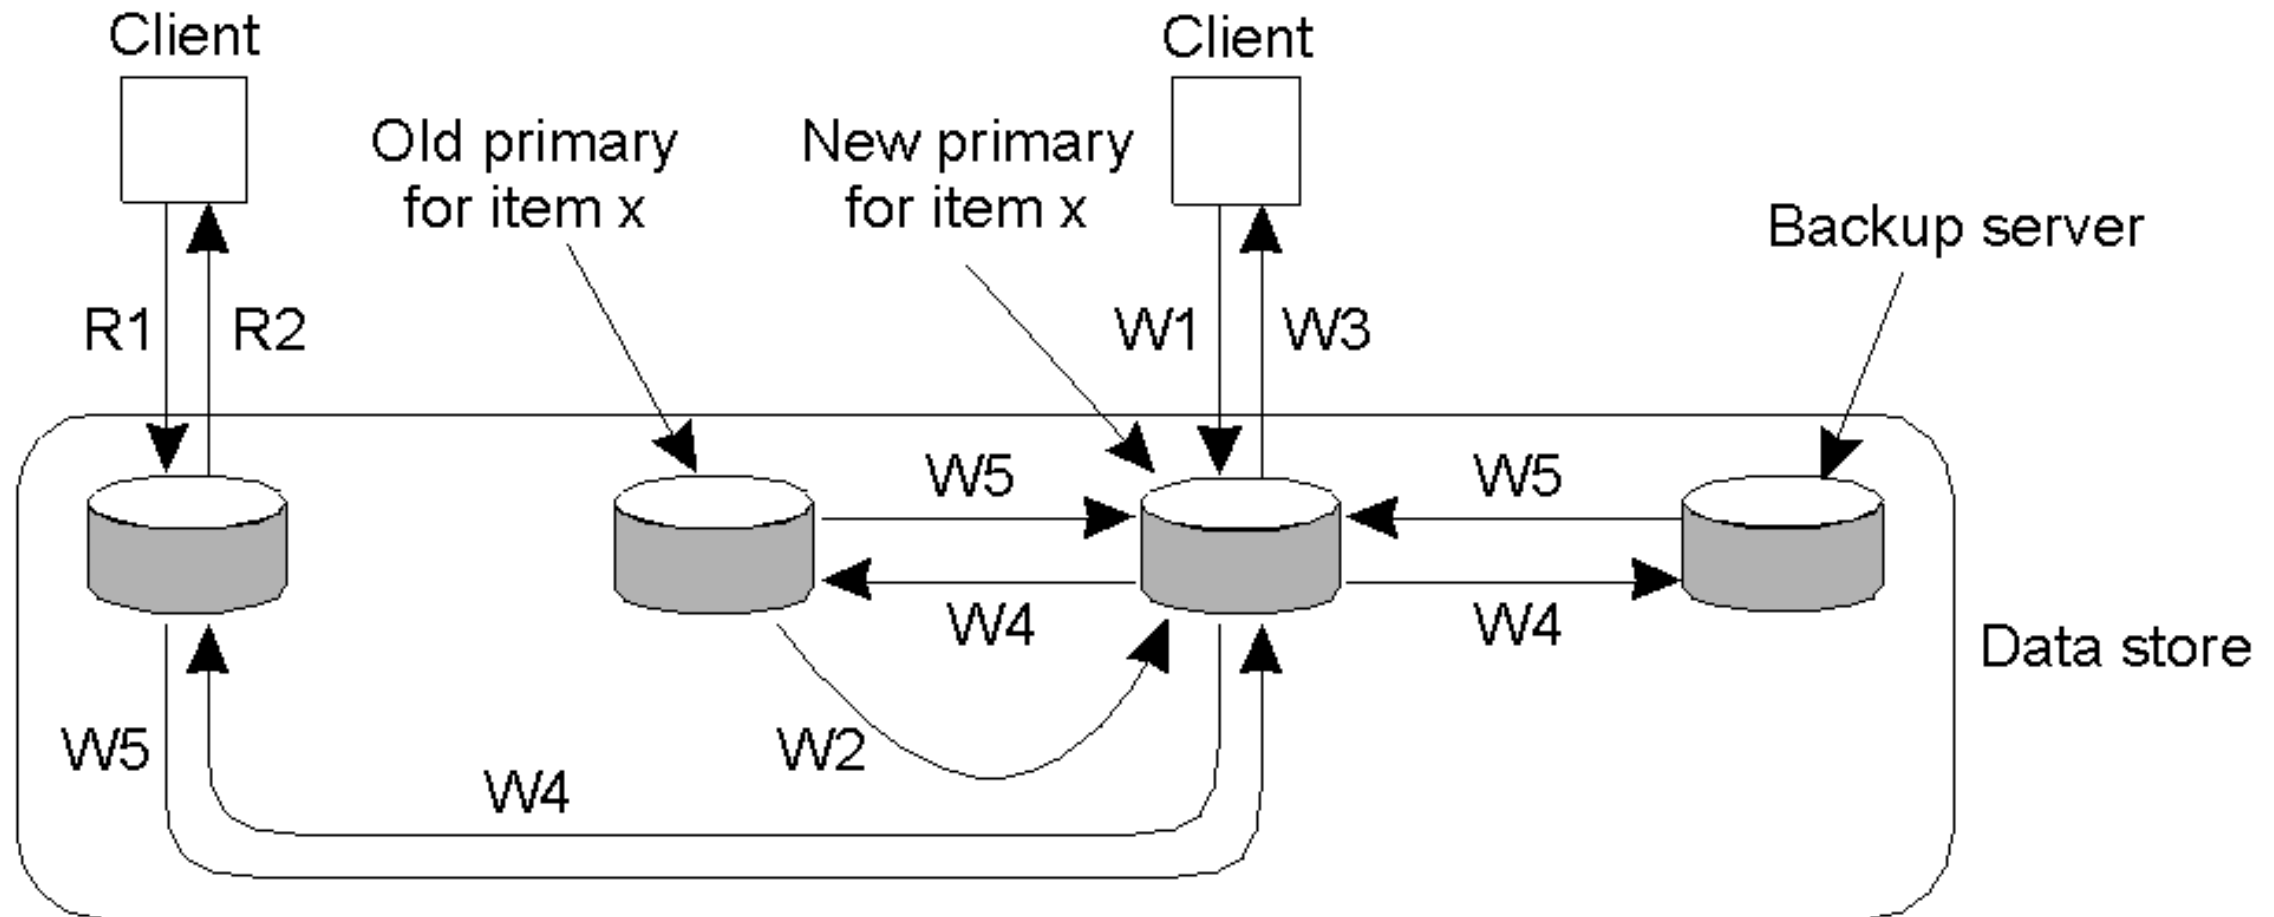 Client
Client
Old primary
for item x
New primary
for item x
Backup server
R1
R2
W1
W3
W5
W5
W4
W4
Data store
W5
W2
W4